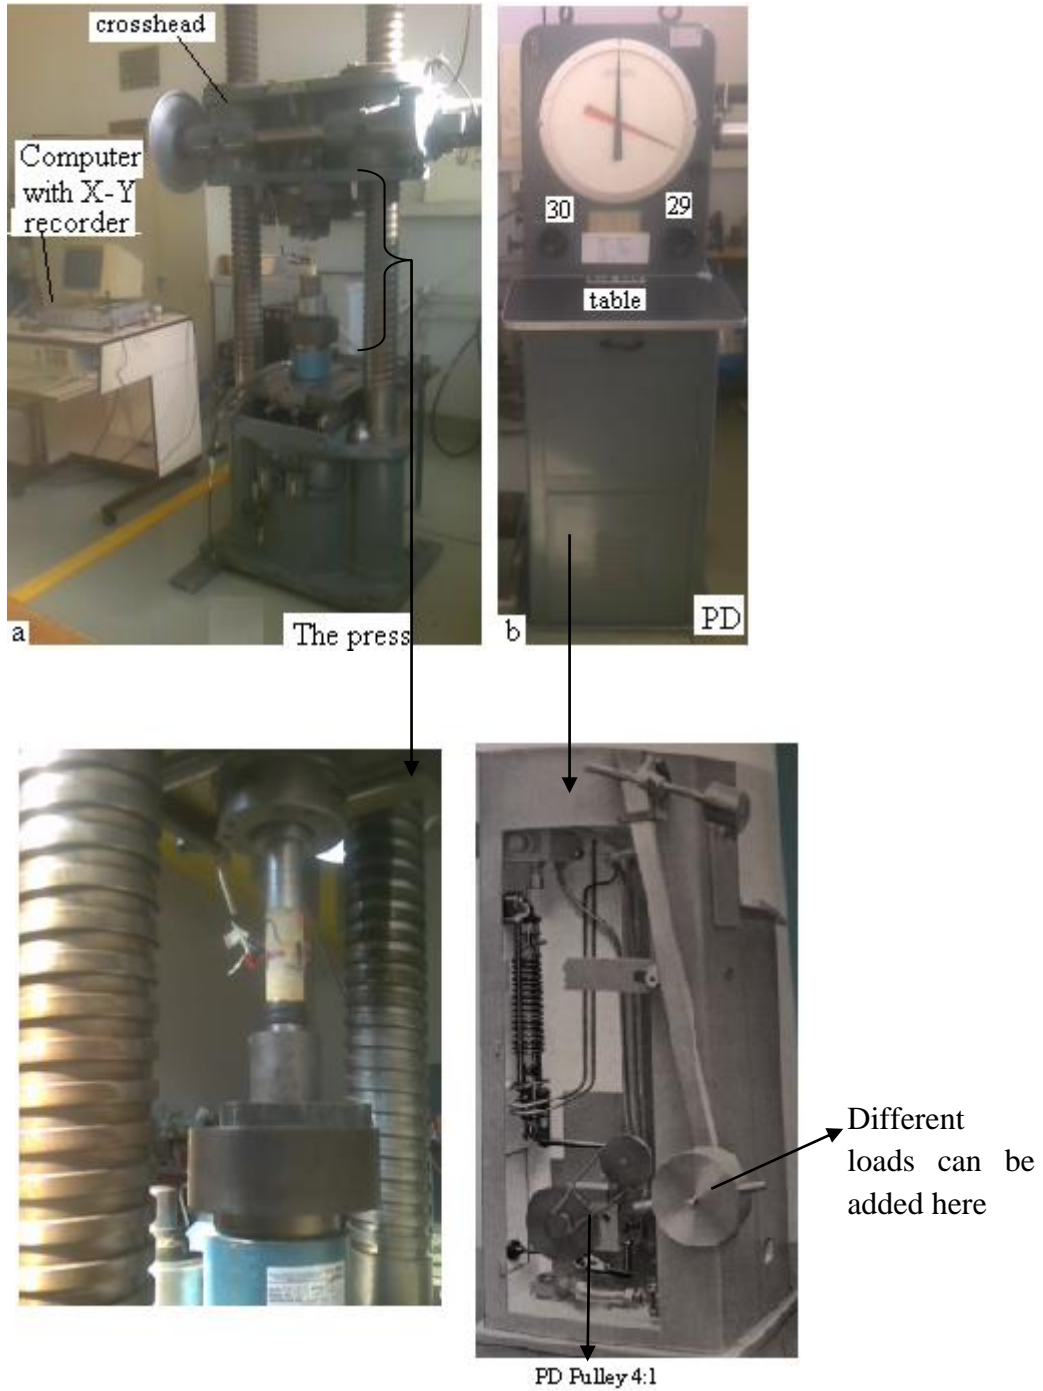 crosshead
Computer
with X-Y
recorder
30
29
table
a
The press
b
PD
Different
loads can be
added here
PD Pulley 4:1